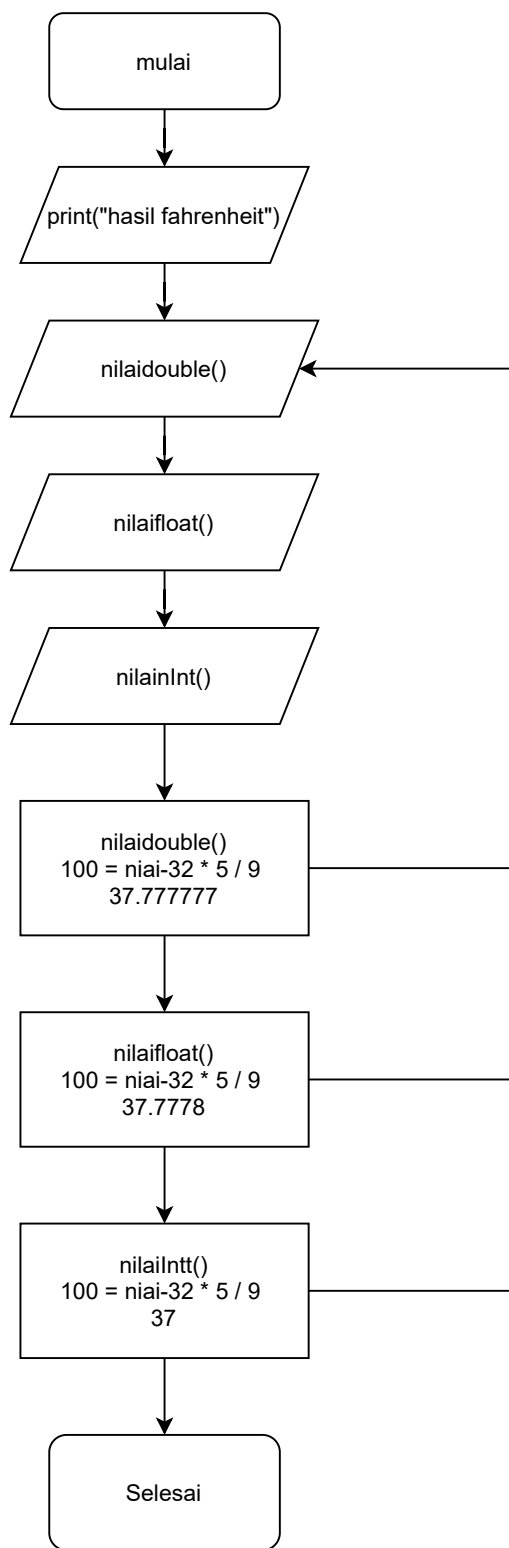 mulai
print("hasil fahrenheit")
nilaidouble()
nilaifloat()
nilainInt()
nilaidouble()
100 = niai-32 * 5 / 9
37.777777
nilaifloat()
100 = niai-32 * 5 / 9
37.7778
nilaiIntt()
100 = niai-32 * 5 / 9
37
Selesai